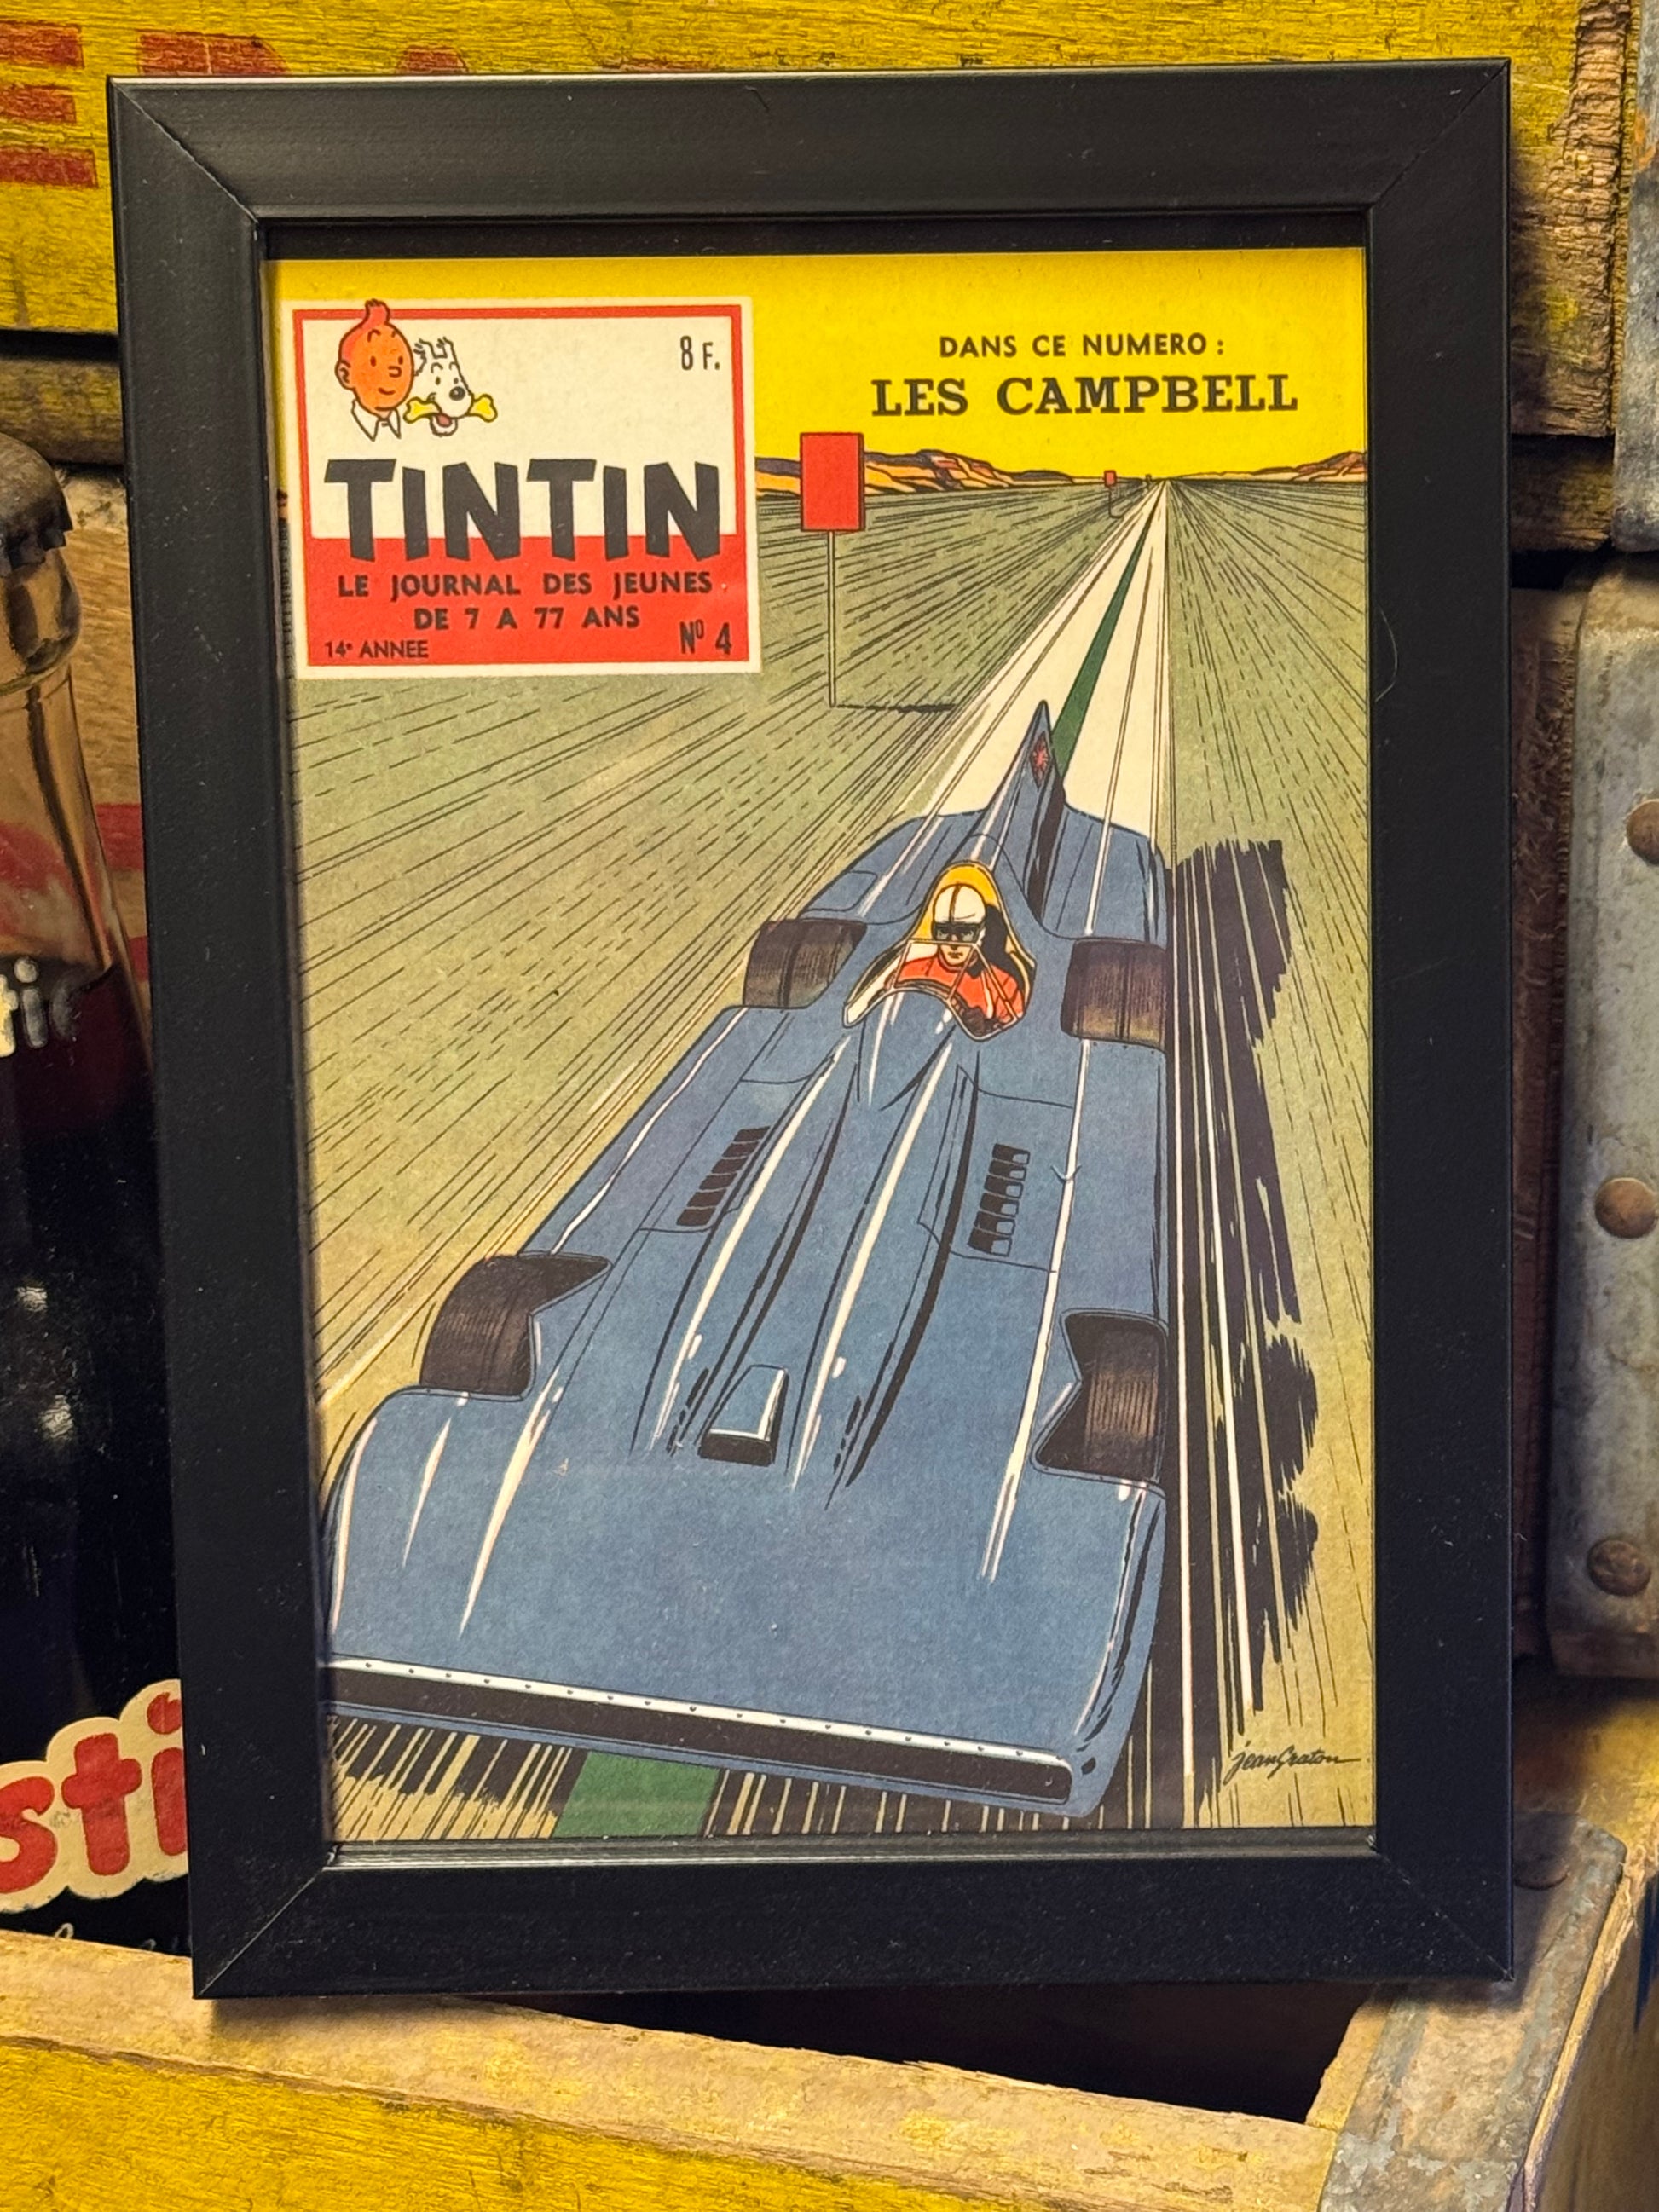 8 F.
TINTIN
LE JOURNAL DES JEUNES
DE 7 A 77 ANS
14e ANNEE
Nº 4
DANS CE NUMERO :
LES CAMPBELL
jean Graton
sti